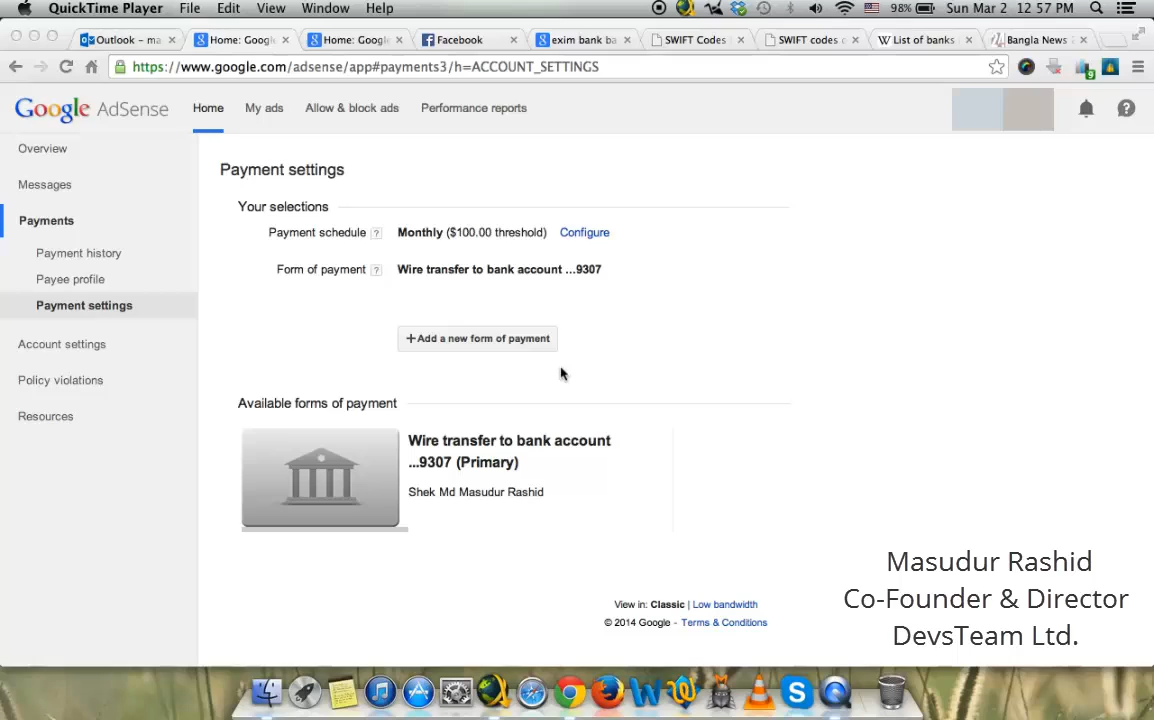 QuickTime Player File Edit View Window Help 98% Sun Mar 2 12:57 PM
Outlook – ma Home: Googl Home: Googl Facebook exim bank ba SWIFT Codes SWIFT codes o List of banks Bangla News
https://www.google.com/adsense/app#payments3/h=ACCOUNT_SETTINGS 9
Google AdSense Home My ads Allow & block ads Performance reports ?
Overview
Messages
Payments
Payment history
Payee profile
Payment settings
Account settings
Policy violations
Resources
Payment settings
Your selections
Payment schedule ? Monthly ($100.00 threshold) Configure
Form of payment ? Wire transfer to bank account ...9307
+Add a new form of payment
Available forms of payment
Wire transfer to bank account
...9307 (Primary)
Shek Md Masudur Rashid
View in: Classic | Low bandwidth
© 2014 Google - Terms & Conditions
Masudur Rashid
Co-Founder & Director
DevsTeam Ltd.